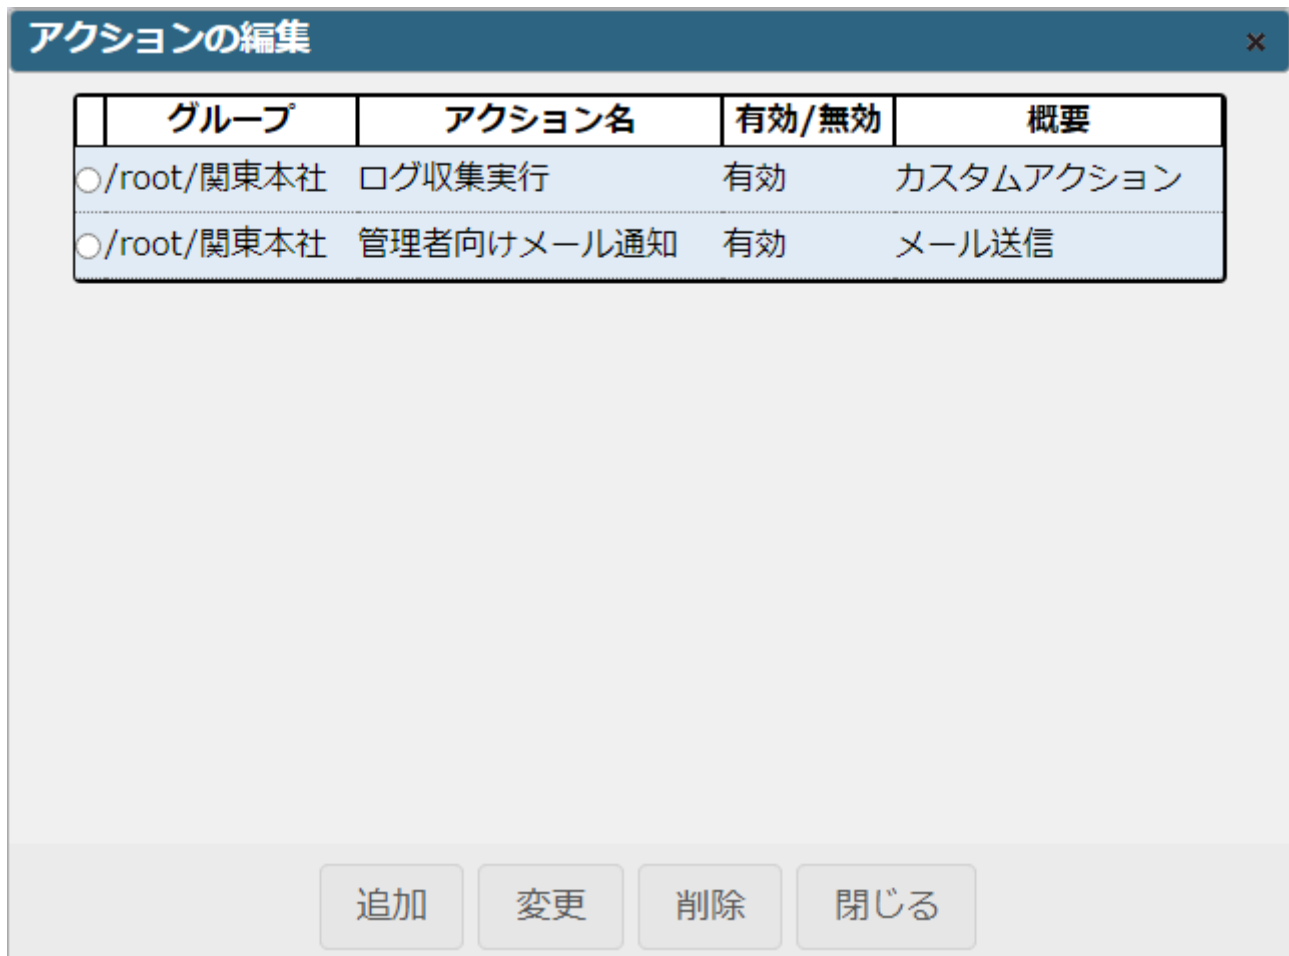 アクションの編集
グループ アクション名 有効/無効 概要
/root/関東本社 ログ収集実行 有効 カスタムアクション
/root/関東本社 管理者向けメール通知 有効 メール送信
追加 変更 削除 閉じる